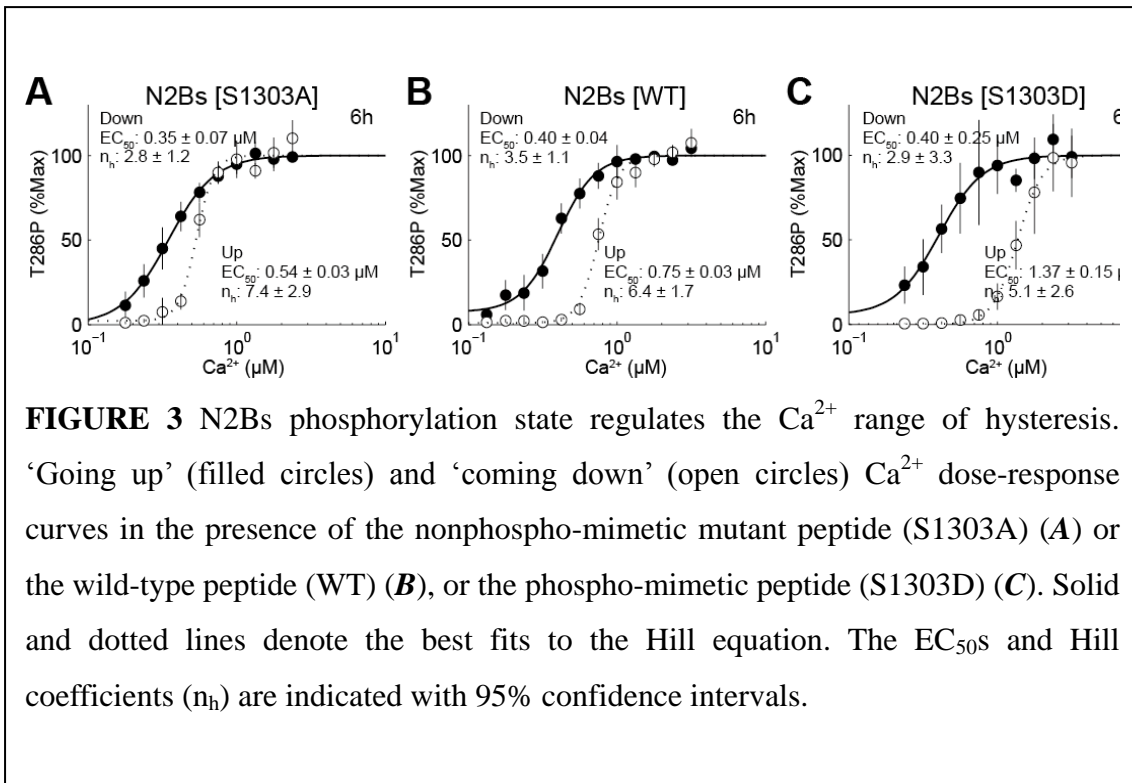 A B C
N2Bs [S1303A] N2Bs [WT] N2Bs [S1303D]
Down
EC50: 0.35 ± 0.07 µM
nh: 2.8 ± 1.2
6h
Up
EC50: 0.54 ± 0.03 µM
nh: 7.4 ± 2.9
T286P (%Max)
100
50
0
10-1 100 101
Ca2+ (µM)
Down
EC50: 0.40 ± 0.04
nh: 3.5 ± 1.1
6h
Up
EC50: 0.75 ± 0.03 µM
nh: 6.4 ± 1.7
T286P (%Max)
100
50
0
10-1 100 101
Ca2+ (µM)
Down
EC50: 0.40 ± 0.25 µM
nh: 2.9 ± 3.3
6h
Up
EC50: 1.37 ± 0.15 µ
nh: 5.1 ± 2.6
T286P (%Max)
100
50
0
10-1 100
Ca2+ (µM)
FIGURE 3 N2Bs phosphorylation state regulates the Ca2+ range of hysteresis.
‘Going up’ (filled circles) and ‘coming down’ (open circles) Ca2+ dose-response
curves in the presence of the nonphospho-mimetic mutant peptide (S1303A) (A) or
the wild-type peptide (WT) (B), or the phospho-mimetic peptide (S1303D) (C). Solid
and dotted lines denote the best fits to the Hill equation. The EC50s and Hill
coefficients (nh) are indicated with 95% confidence intervals.